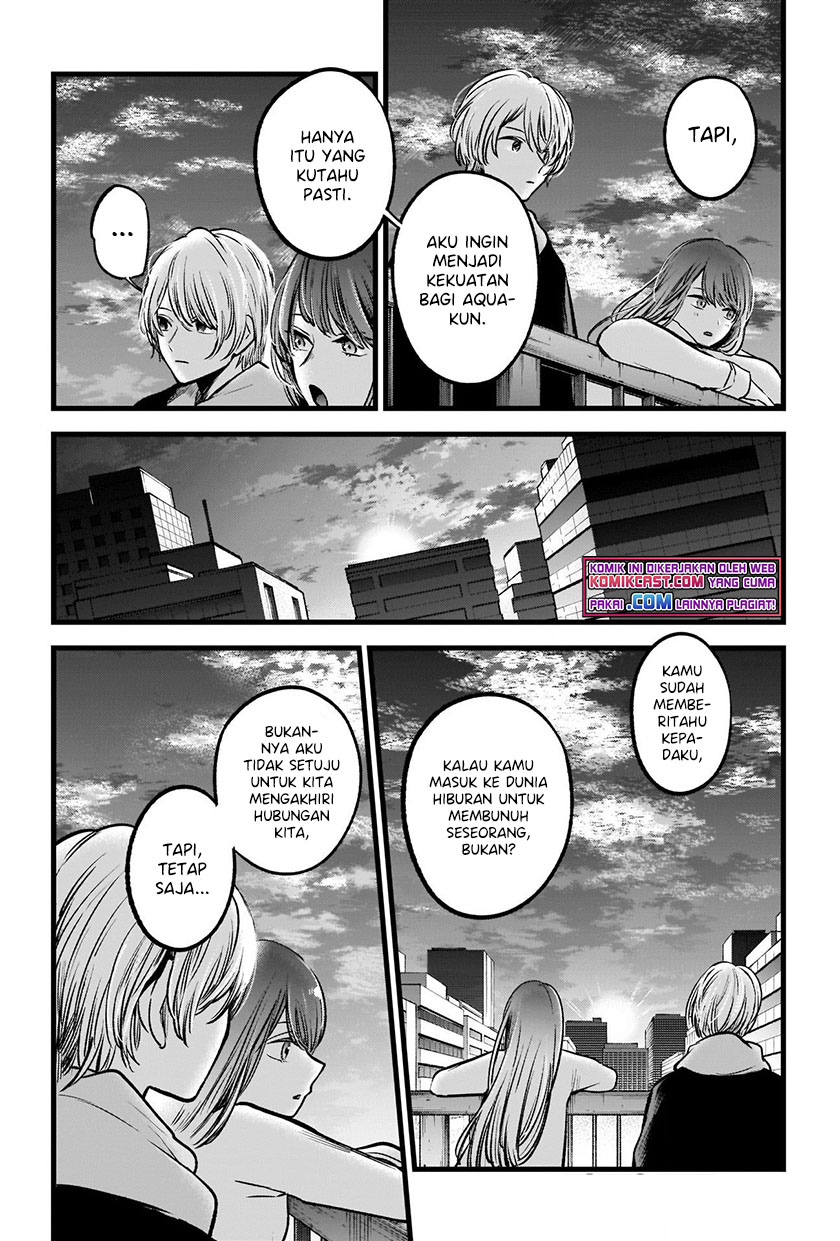 TAPI,
AKU INGIN
MENJADI
KEKUATAN
BAGI AQUA-
KUN.
HANYA
ITU YANG
KUTAHU
PASTI.
...
KOMIK INI DIKERJAKAN OLEH WEB
KOMIKCAST.COM YANG CUMA
PAKAI .COM LAINNYA PLAGIAT!
KAMU
SUDAH
MEMBE-
RITAHU
KEPA-
DAKU,
KALAU KAMU
MASUK KE DUNIA
HIBURAN UNTUK
MEMBUNUH
SESEORANG,
BUKAN?
BUKAN-
NYA AKU
TIDAK SETUJU
UNTUK KITA
MENGAKHIRI
HUBUNGAN
KITA,
TAPI,
TETAP
SAJA...